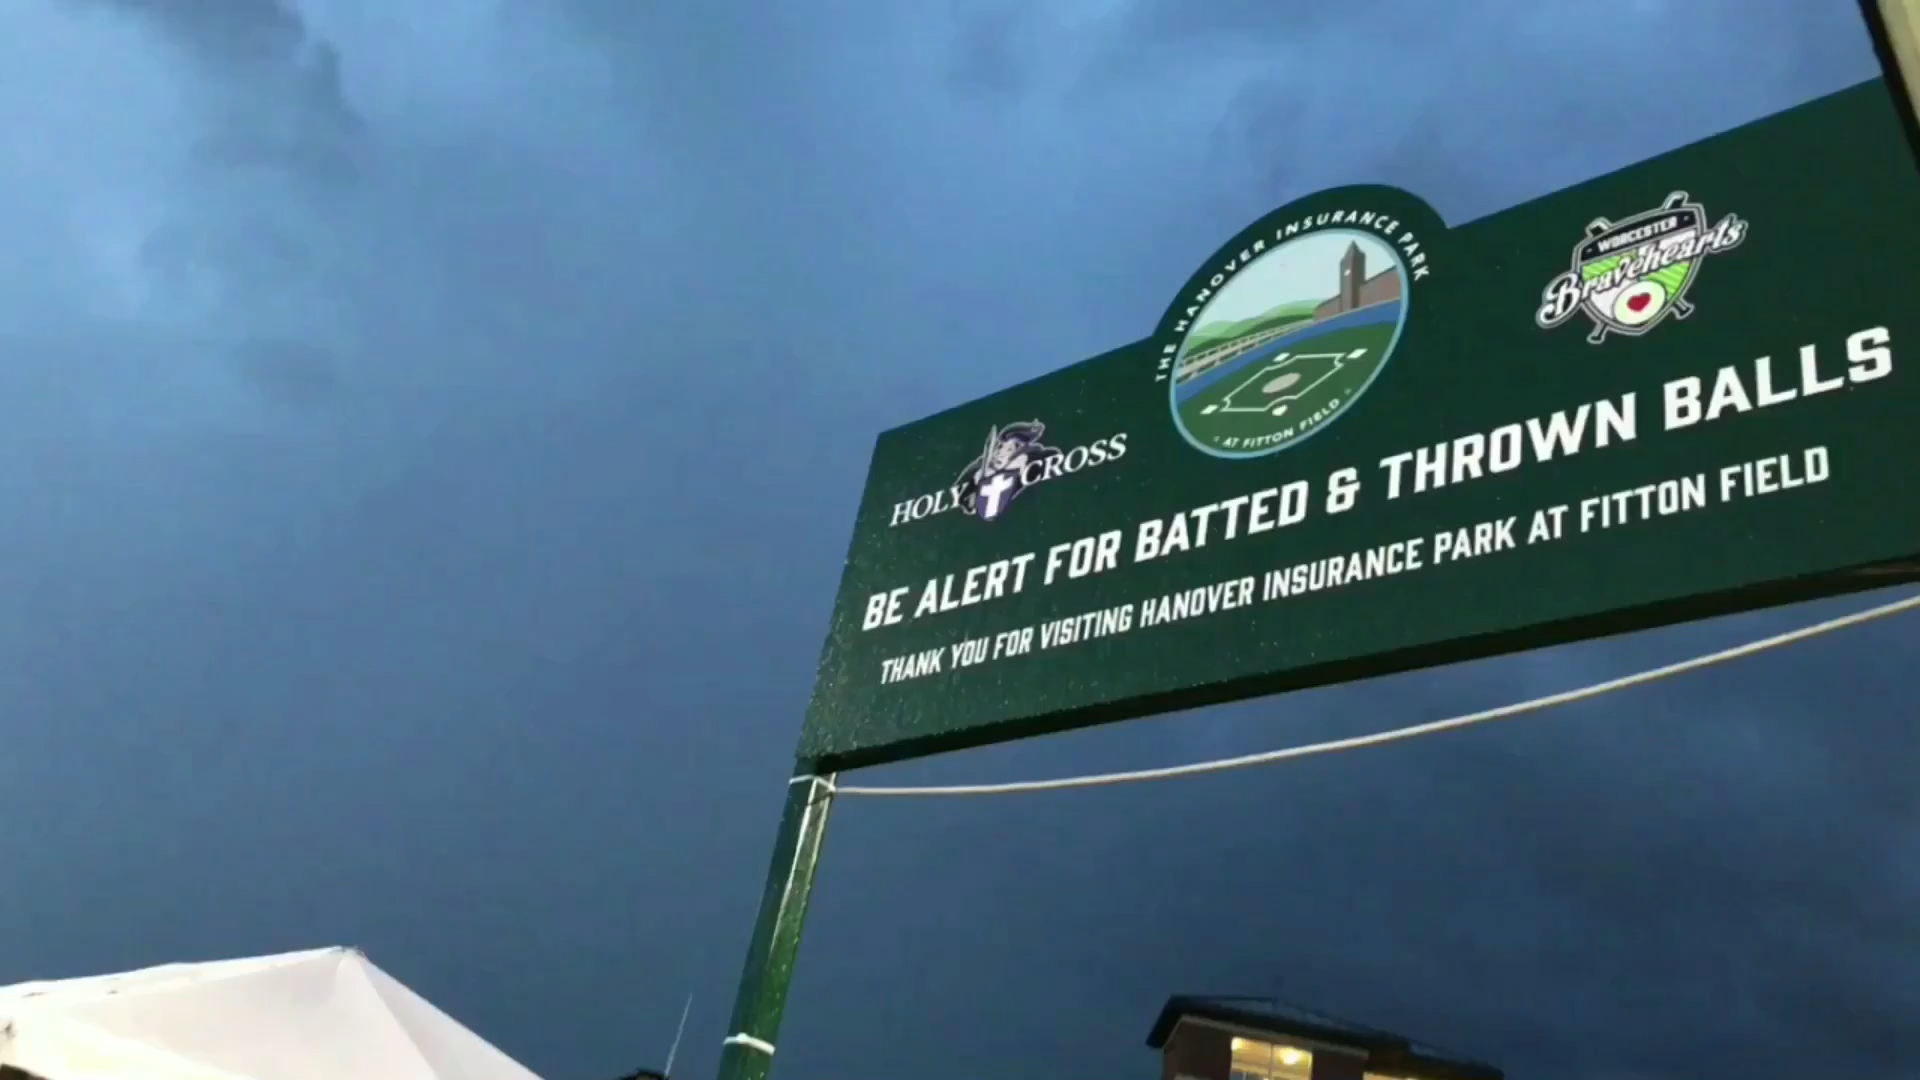 THE HANOVER INSURANCE PARK
· AT FITTON FIELD ·
HOLY CROSS
· WORCESTER ·
Bravehearts
BE ALERT FOR BATTED & THROWN BALLS
THANK YOU FOR VISITING HANOVER INSURANCE PARK AT FITTON FIELD